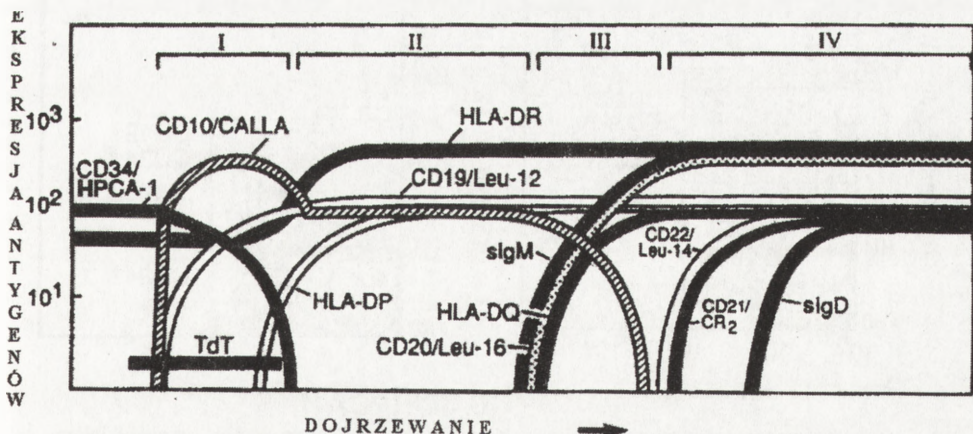 EKSPRESJA ANTYGENÓW
I II III IV
10³
CD10/CALLA
HLA-DR
CD34/
HPCA-1
CD19/Leu-12
10²
sIgM
CD22/
Leu-14
10¹
HLA-DP
HLA-DQ
CD21/
CR₂
sIgD
TdT
CD20/Leu-16
DOJRZEWANIE